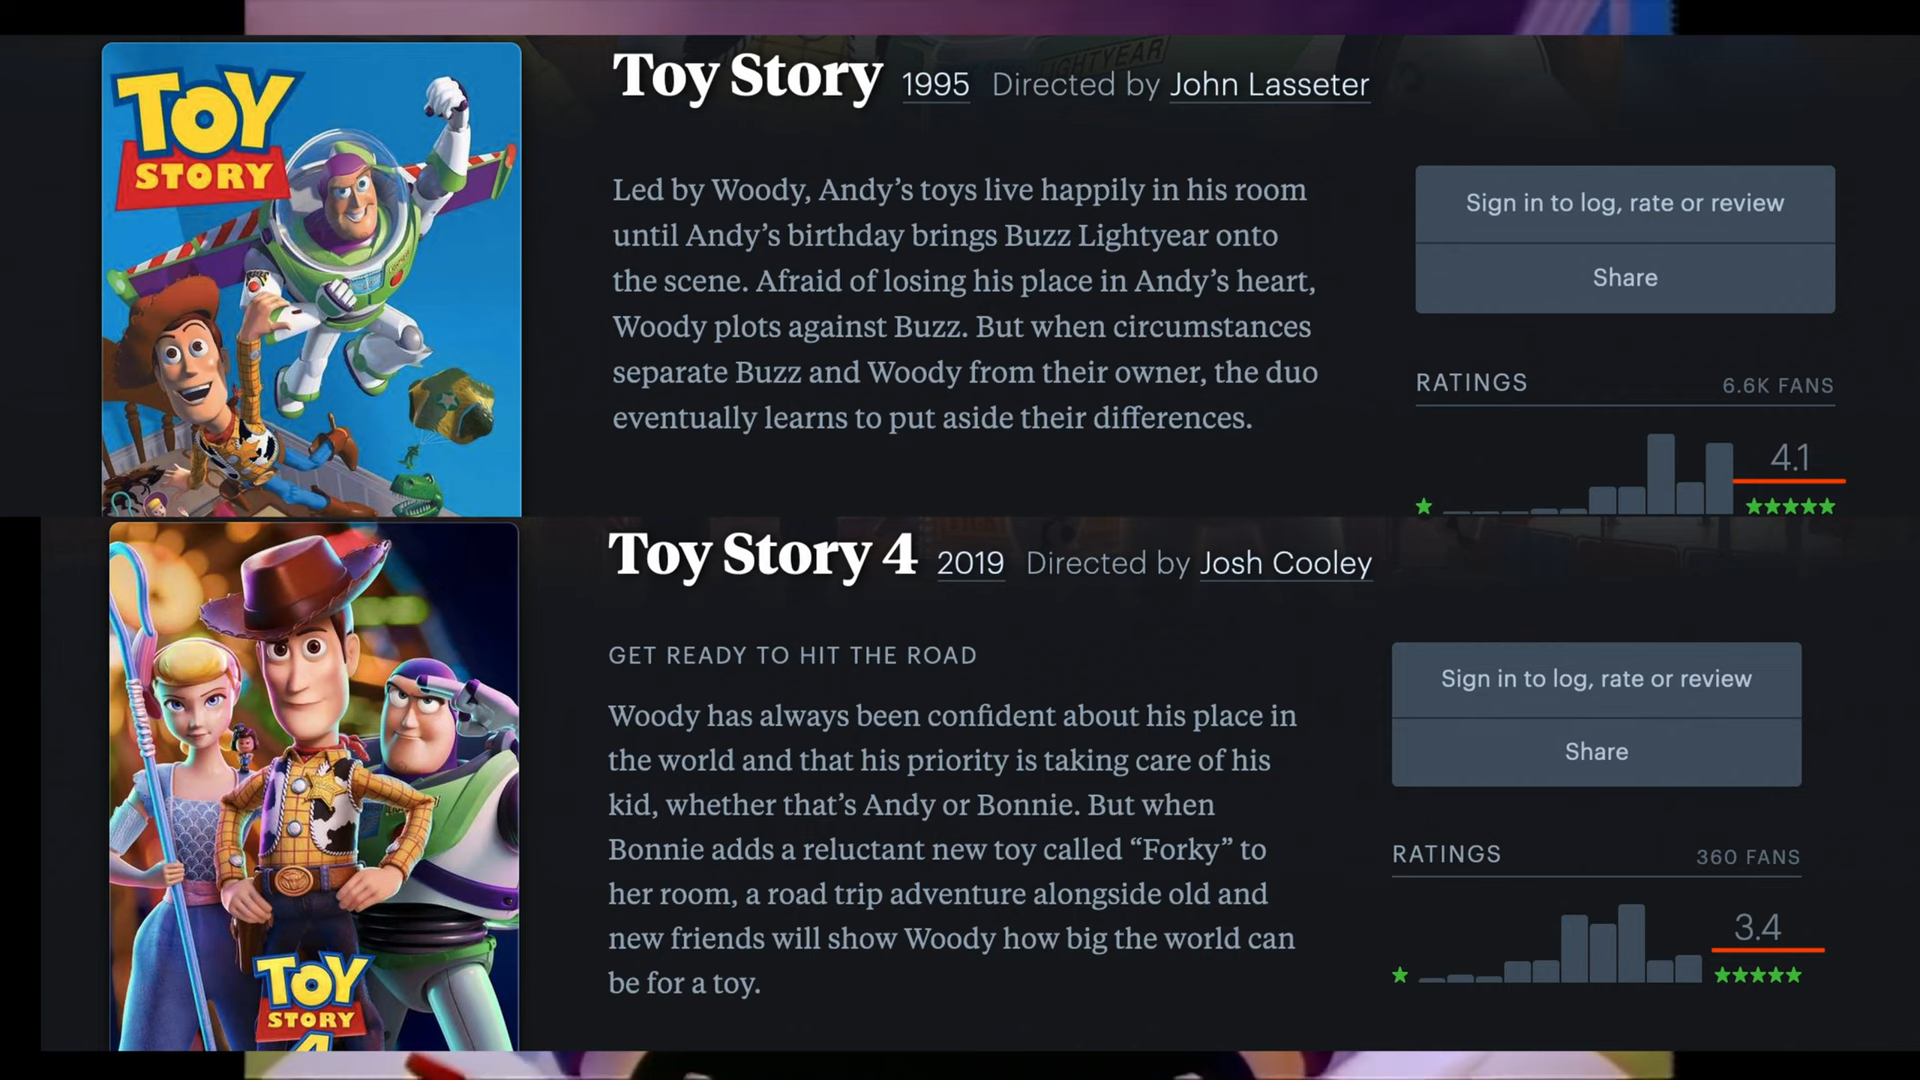 LIGHTYEAR
TOY
STORY
Toy Story 1995 Directed by John Lasseter
Led by Woody, Andy’s toys live happily in his room
until Andy’s birthday brings Buzz Lightyear onto
the scene. Afraid of losing his place in Andy’s heart,
Woody plots against Buzz. But when circumstances
separate Buzz and Woody from their owner, the duo
eventually learns to put aside their differences.
Sign in to log, rate or review
Share
RATINGS 6.6K FANS
4.1
Toy Story 4 2019 Directed by Josh Cooley
GET READY TO HIT THE ROAD
Woody has always been confident about his place in
the world and that his priority is taking care of his
kid, whether that’s Andy or Bonnie. But when
Bonnie adds a reluctant new toy called “Forky” to
her room, a road trip adventure alongside old and
new friends will show Woody how big the world can
be for a toy.
Sign in to log, rate or review
Share
RATINGS 360 FANS
3.4
TOY
STORY
4